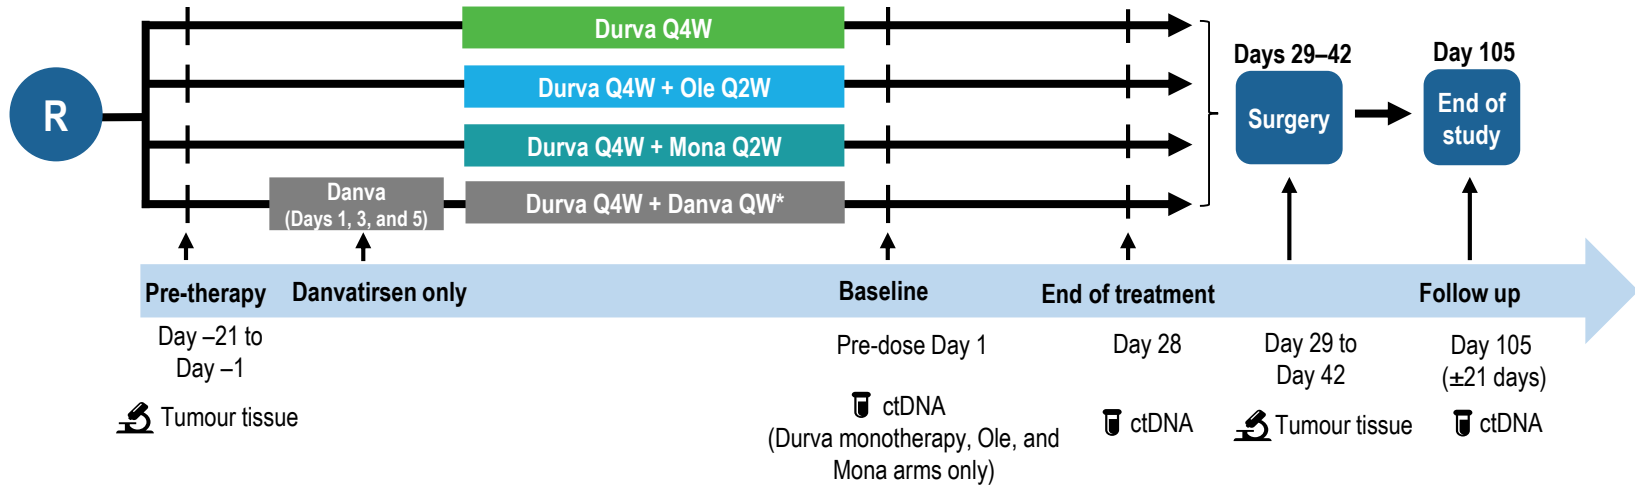 R
Durva Q4W
Durva Q4W + Ole Q2W
Durva Q4W + Mona Q2W
Danva
(Days 1, 3, and 5)
Durva Q4W + Danva QW*
Days 29–42
Surgery
Day 105
End of
study
Pre-therapy
Danvatirsen only
Baseline
End of treatment
Follow up
Day –21 to
Day –1
Tumour tissue
Pre-dose Day 1
ctDNA
(Durva monotherapy, Ole, and
Mona arms only)
Day 28
ctDNA
Day 29 to
Day 42
Tumour tissue
Day 105
(±21 days)
ctDNA